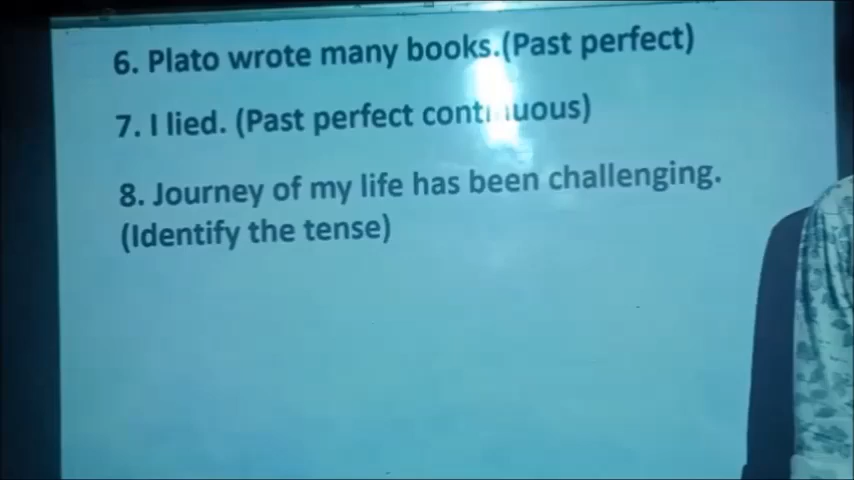 6. Plato wrote many books.(Past perfect)
7. I lied. (Past perfect continuous)
8. Journey of my life has been challenging.
(Identify the tense)